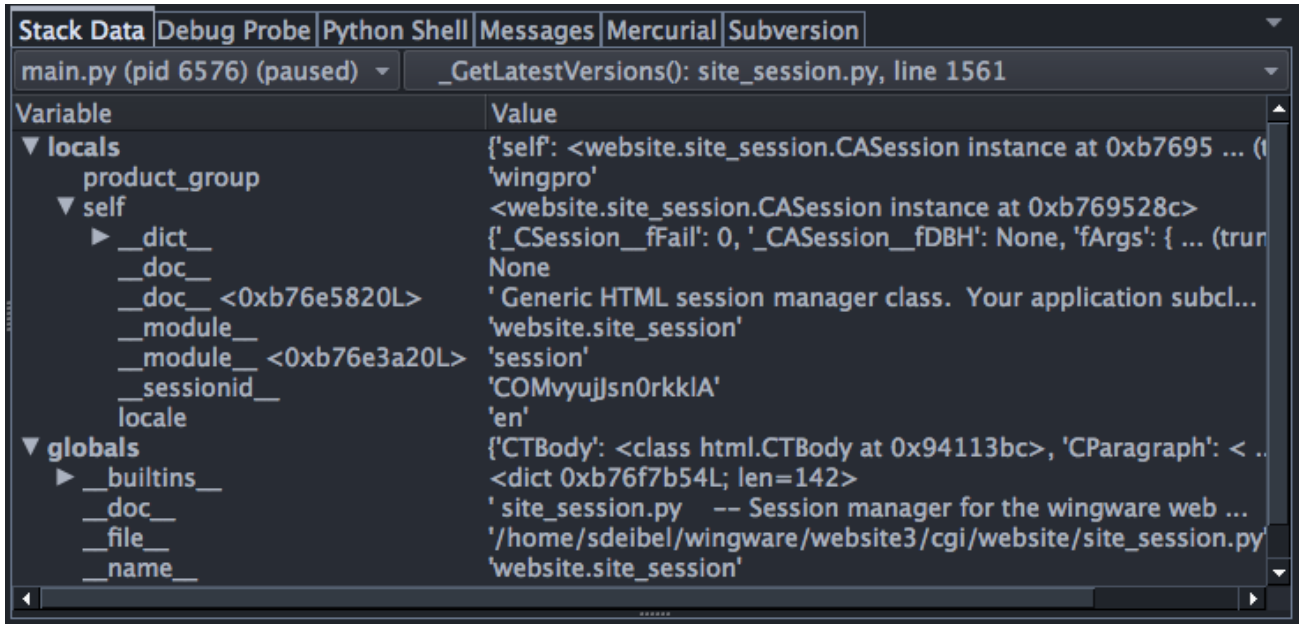 Stack Data Debug Probe Python Shell Messages Mercurial Subversion
main.py (pid 6576) (paused) _GetLatestVersions(): site_session.py, line 1561
Variable Value
locals {'self': <website.site_session.CASession instance at 0xb7695 ... (t
product_group 'wingpro'
self <website.site_session.CASession instance at 0xb769528c>
__dict__ {'_CSession__fFail': 0, '_CASession__fDBH': None, 'fArgs': { ... (trun
__doc__ None
__doc__ <0xb76e5820L> ' Generic HTML session manager class.  Your application subcl...
__module__ 'website.site_session'
__module__ <0xb76e3a20L> 'session'
__sessionid__ 'COMvyujJsn0rkklA'
locale 'en'
globals {'CTBody': <class html.CTBody at 0x94113bc>, 'CParagraph': < ..
__builtins__ <dict 0xb76f7b54L; len=142>
__doc__ ' site_session.py    -- Session manager for the wingware web ...
__file__ '/home/sdeibel/wingware/website3/cgi/website/site_session.py'
__name__ 'website.site_session'